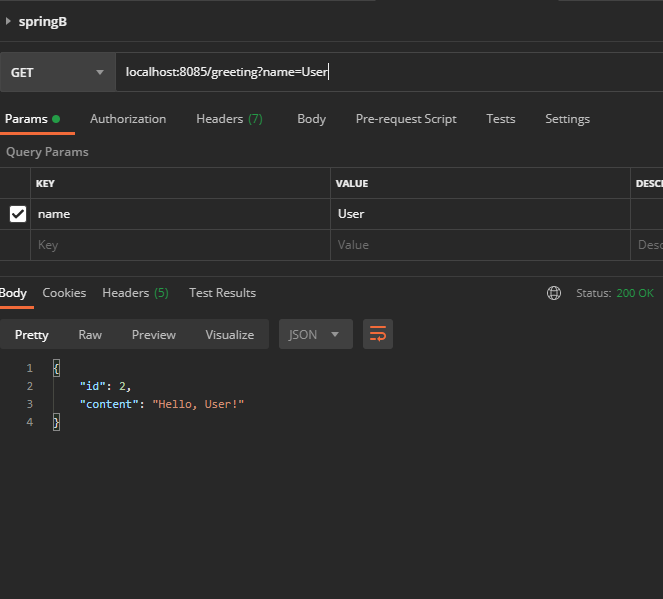 springB
GET localhost:8085/greeting?name=User
Params Authorization Headers (7) Body Pre-request Script Tests Settings
Query Params
KEY VALUE DESC
name User
Key Value Desc
Body Cookies Headers (5) Test Results Status: 200 OK
Pretty Raw Preview Visualize JSON
1 {
2 "id": 2,
3 "content": "Hello, User!"
4 }